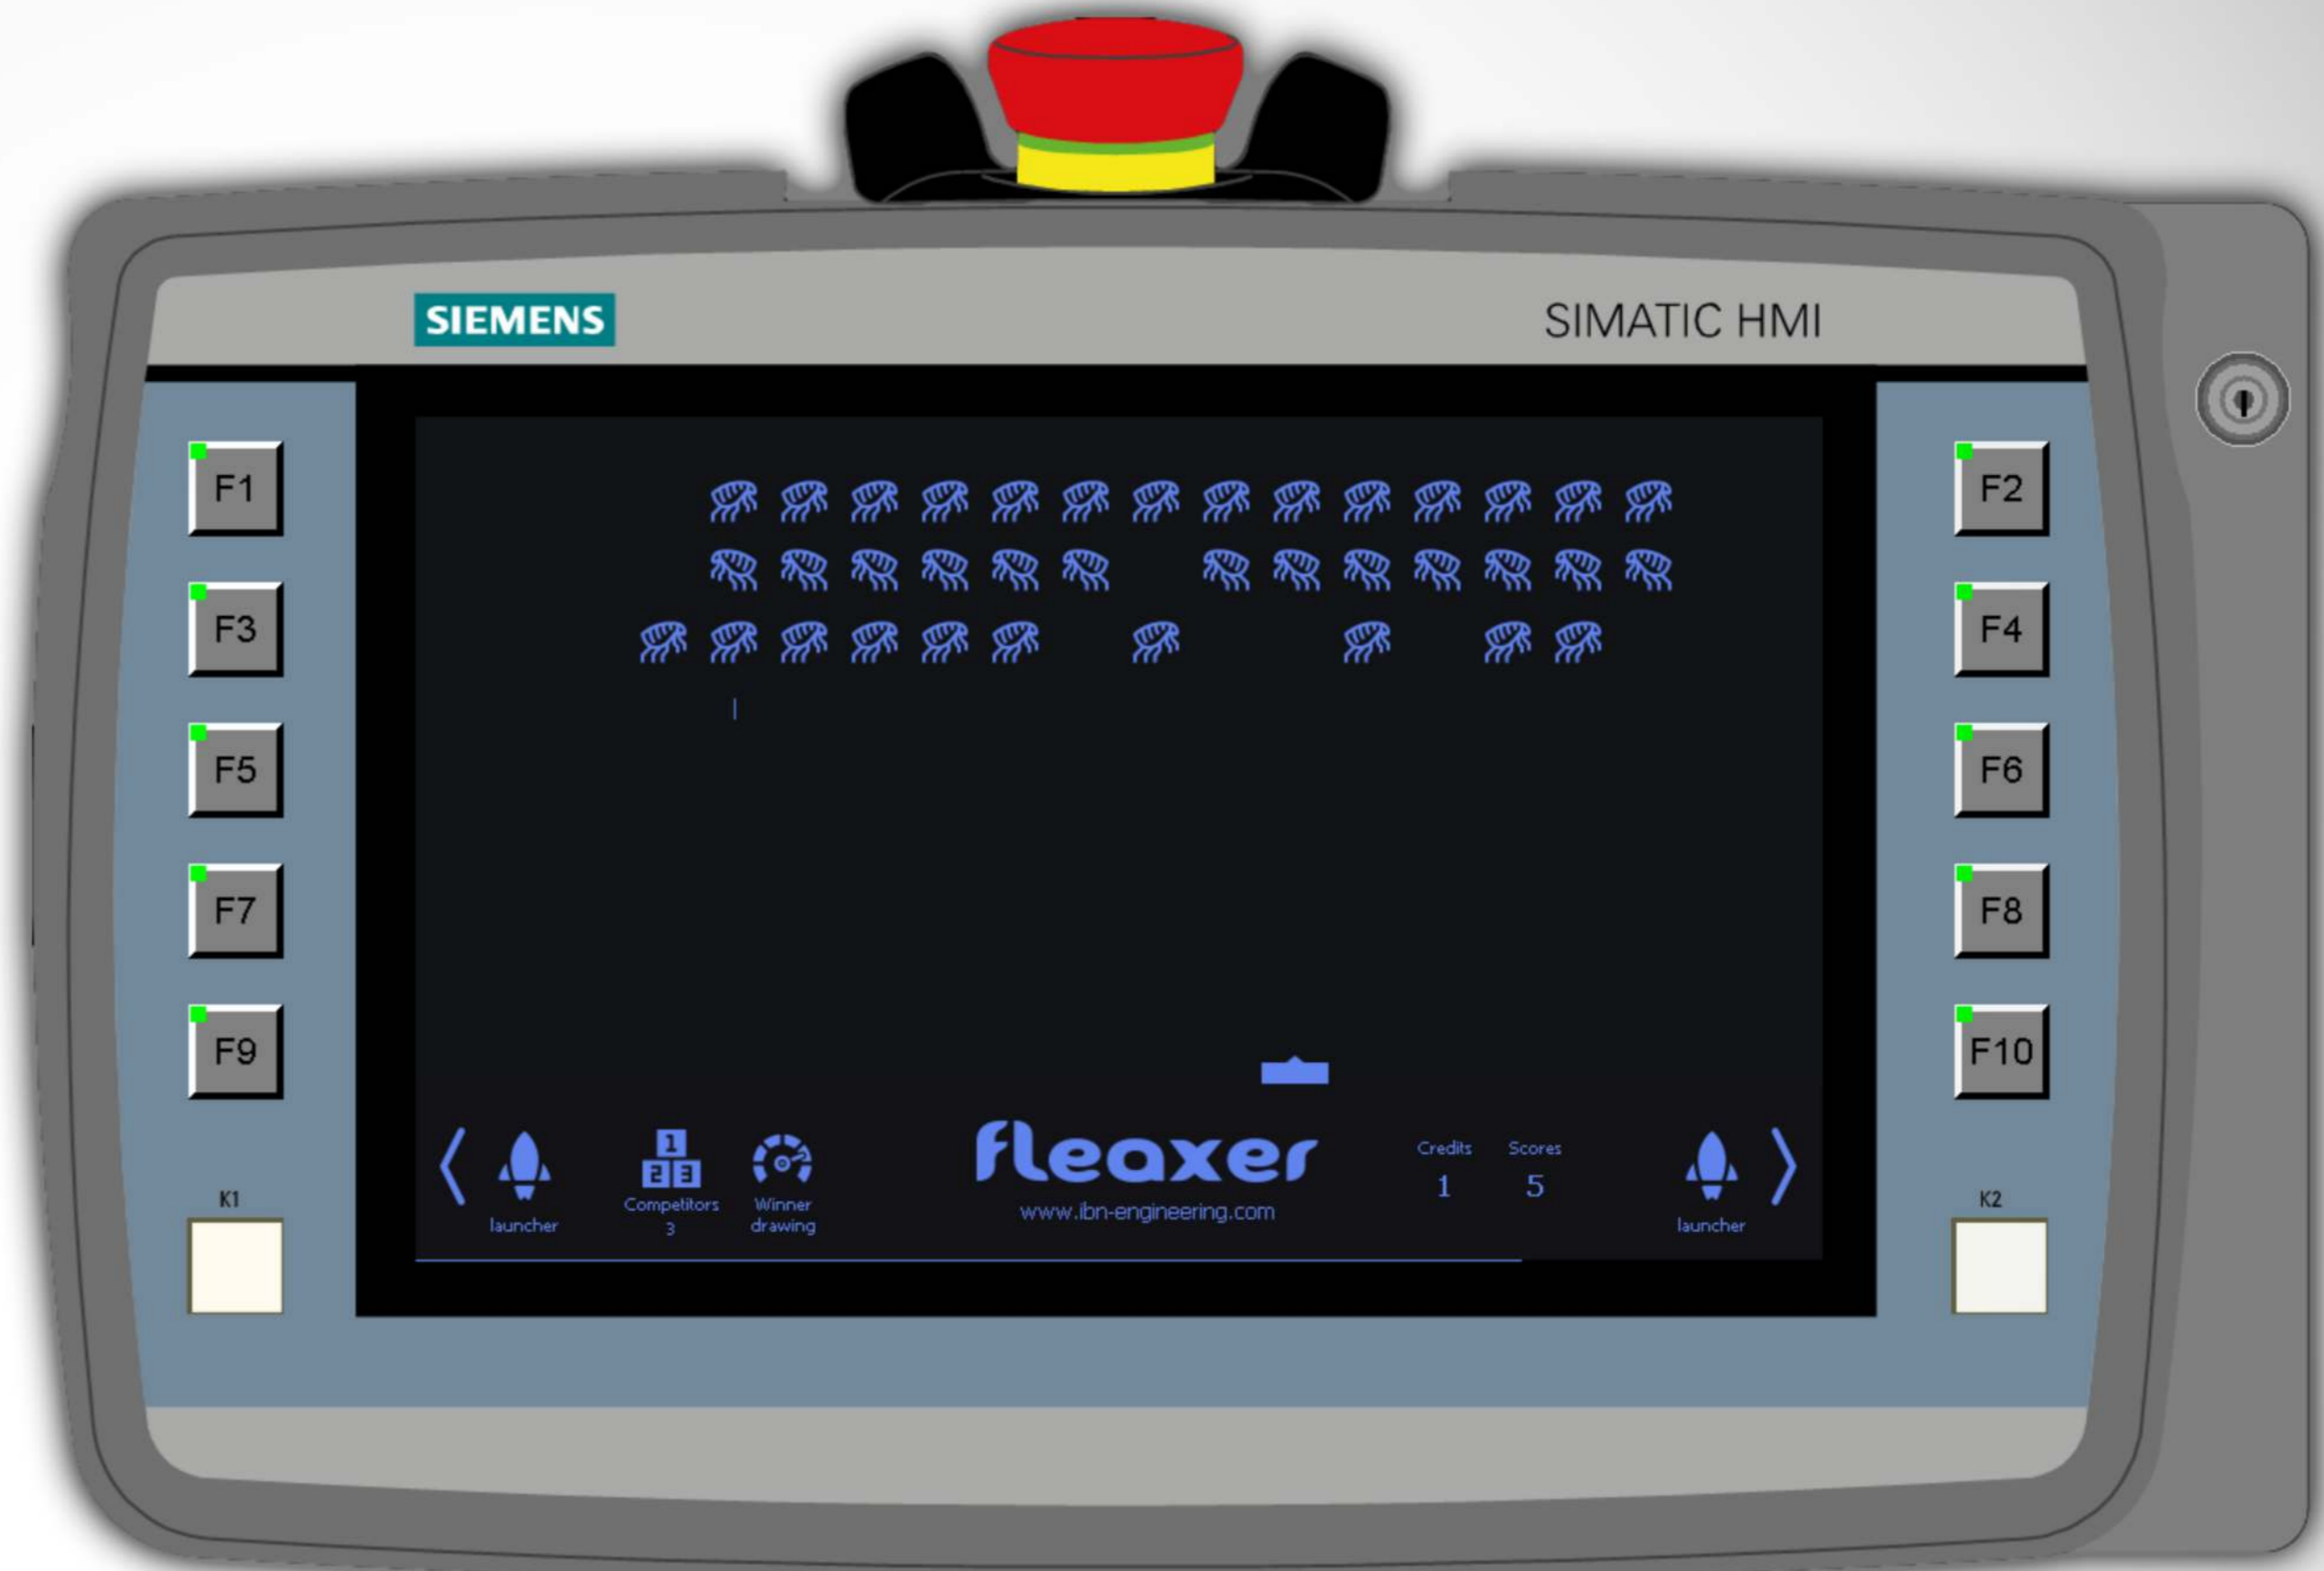 SIEMENS
SIMATIC HMI
F1
F2
F3
F4
F5
F6
F7
F8
F9
F10
1
2 3
Competitors
3
Winner
drawing
launcher
fleaxer
www.ibn-engineering.com
Credits
1
Scores
5
launcher
K1
K2